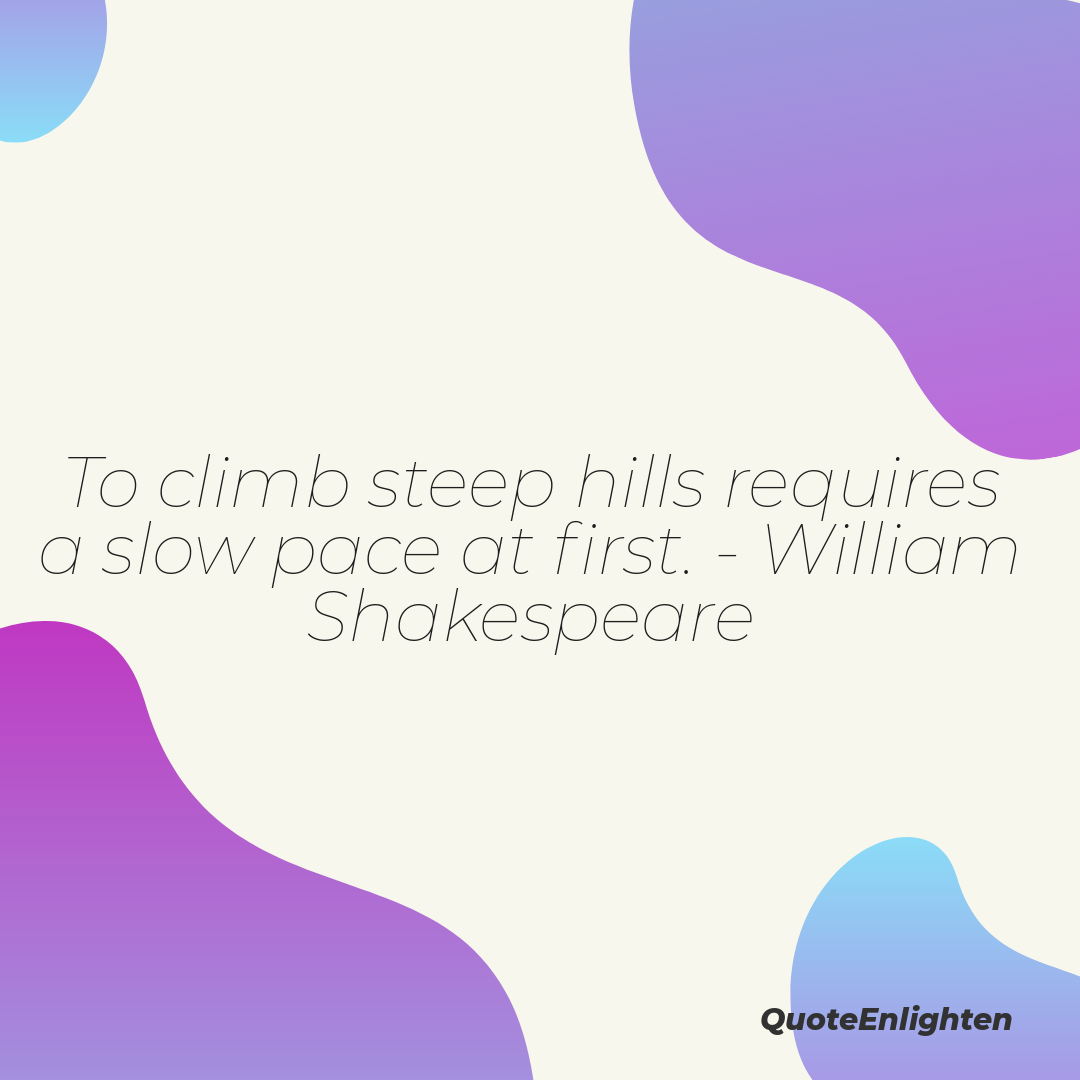 To climb steep hills requires
a slow pace at first. - William
Shakespeare
QuoteEnlighten